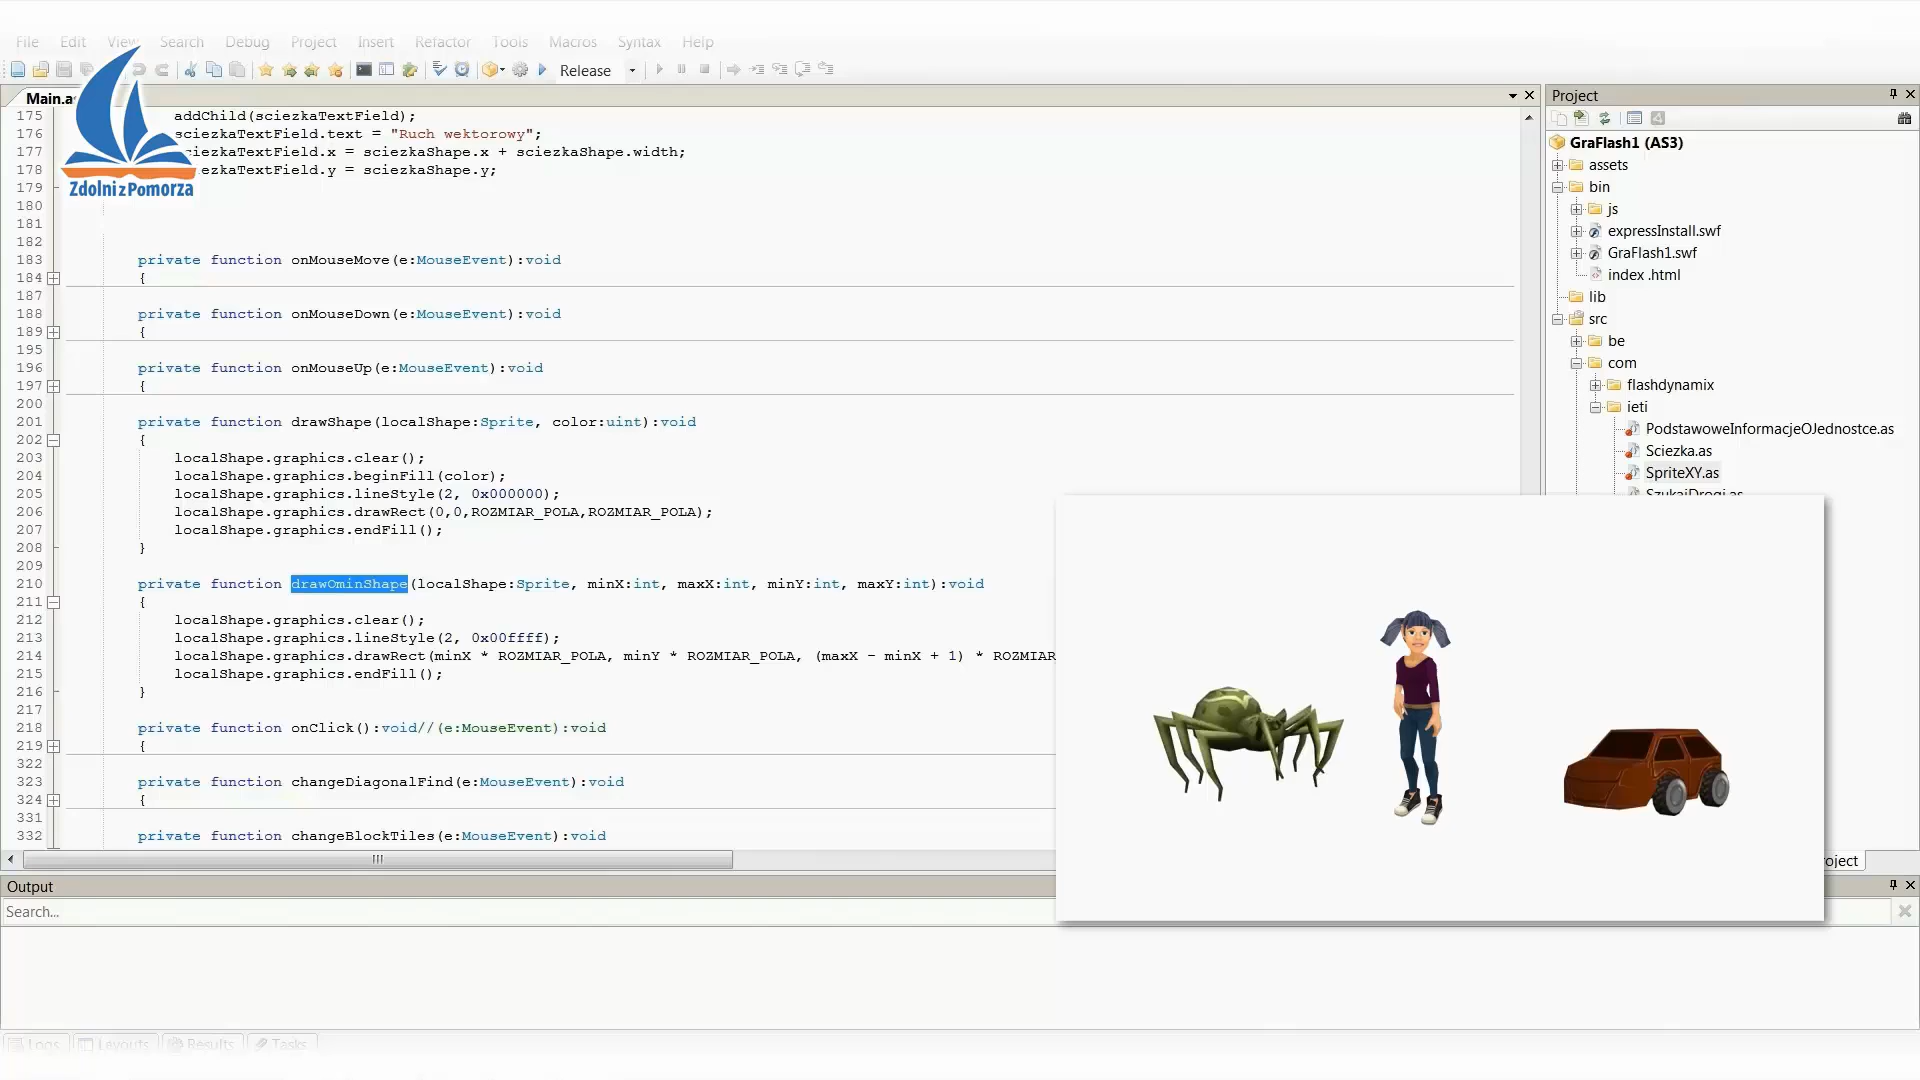 File Edit View Search Debug Project Insert Refactor Tools Macros Syntax Help
Release
Main.a
Zdolni z Pomorza
175 addChild(sciezkaTextField);
176 sciezkaTextField.text = "Ruch wektorowy";
177 ciezkaTextField.x = sciezkaShape.x + sciezkaShape.width;
178 ezkaTextField.y = sciezkaShape.y;
179
180
181
182
183 private function onMouseMove(e:MouseEvent):void
184 {
187
188 private function onMouseDown(e:MouseEvent):void
189 {
195
196 private function onMouseUp(e:MouseEvent):void
197 {
200
201 private function drawShape(localShape:Sprite, color:uint):void
202 {
203 localShape.graphics.clear();
204 localShape.graphics.beginFill(color);
205 localShape.graphics.lineStyle(2, 0x000000);
206 localShape.graphics.drawRect(0,0,ROZMIAR_POLA,ROZMIAR_POLA);
207 localShape.graphics.endFill();
208 }
209
210 private function drawOminShape(localShape:Sprite, minX:int, maxX:int, minY:int, maxY:int):void
211 {
212 localShape.graphics.clear();
213 localShape.graphics.lineStyle(2, 0x00ffff);
214 localShape.graphics.drawRect(minX * ROZMIAR_POLA, minY * ROZMIAR_POLA, (maxX - minX + 1) * ROZMIAR
215 localShape.graphics.endFill();
216 }
217
218 private function onClick():void//(e:MouseEvent):void
219 {
322
323 private function changeDiagonalFind(e:MouseEvent):void
324 {
331
332 private function changeBlockTiles(e:MouseEvent):void
Project
GraFlash1 (AS3)
assets
bin
js
expressInstall.swf
GraFlash1.swf
index .html
lib
src
be
com
flashdynamix
ieti
PodstawoweInformacjeOJednostce.as
Sciezka.as
SpriteXY.as
SzukajDrogi.as
roject
Output
Search...
Logs Layouts Results Tasks